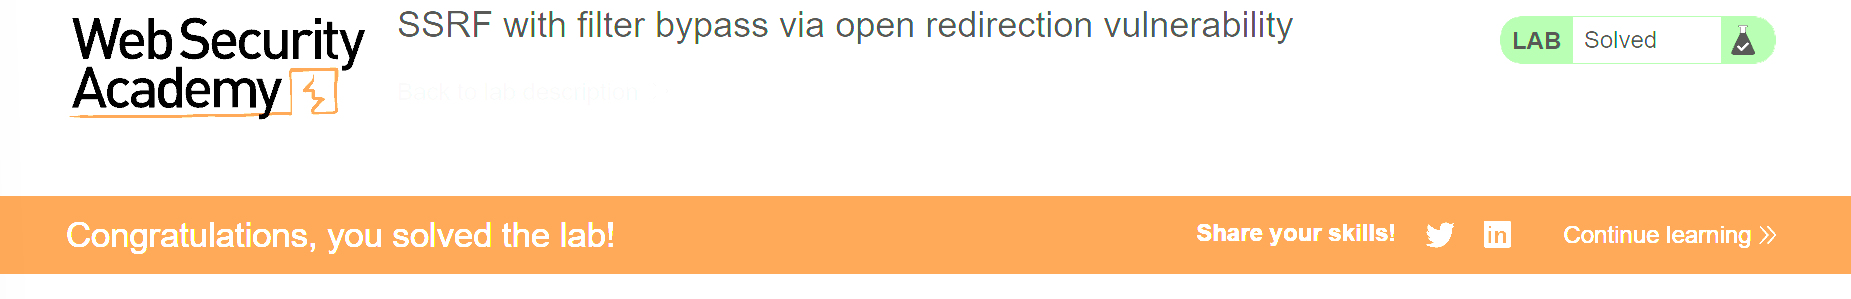 Web Security
Academy
SSRF with filter bypass via open redirection vulnerability
Back to lab description
LAB Solved
Congratulations, you solved the lab!
Share your skills!
Continue learning